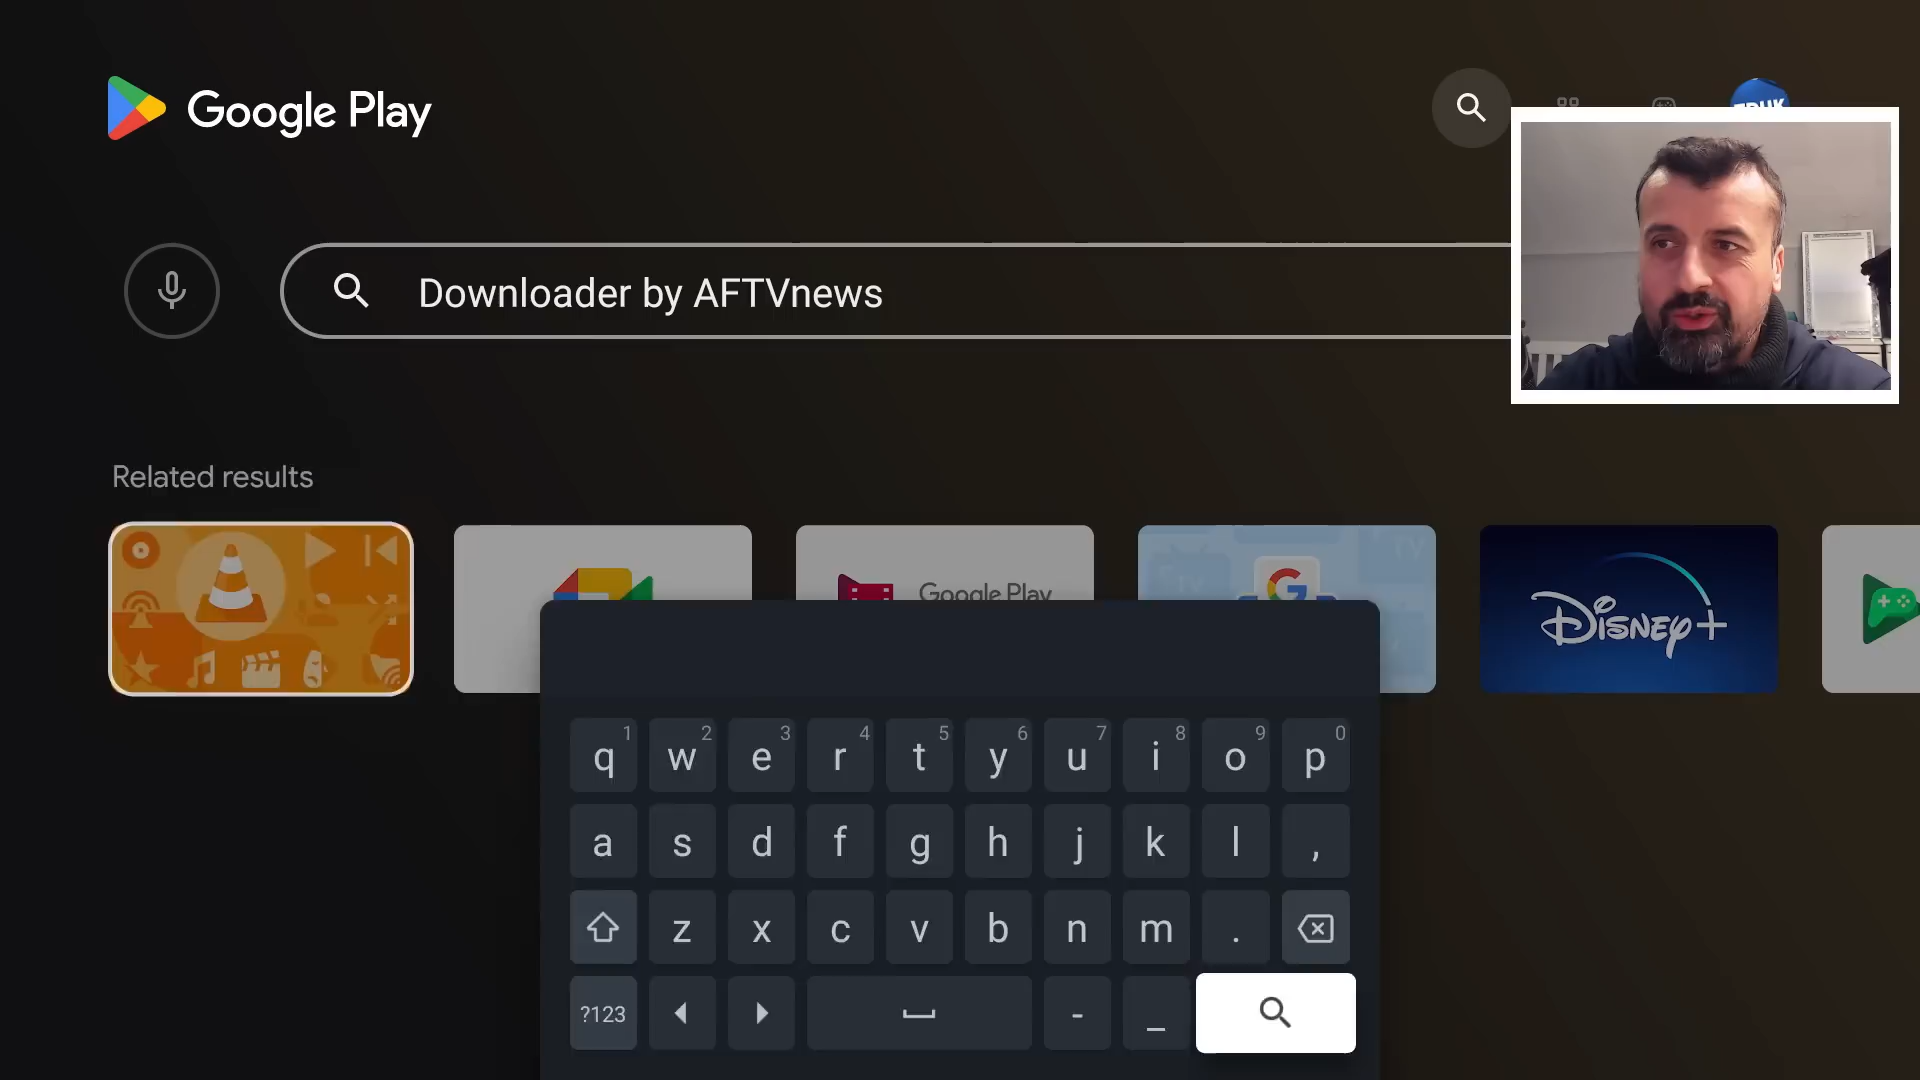 Google Play
Downloader by AFTVnews
Related results
Google Play
Disney+
q 1 w 2 e 3 r 4 t 5 y 6 u 7 i 8 o 9 p 0
a s d f g h j k l ,
z x c v b n m .
?123 - _